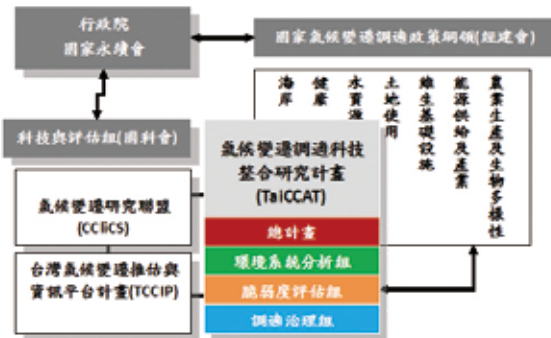 行政院
國家永續會
國家氣候變遷調適政策綱領(經建會)
海岸
健康
水資源
土地使用
維生基礎設施
能源供給及產業
農業生產及生物多樣性
科技與評估組(國科會)
氣候變遷調適科技
整合研究計畫
(TaiCCAT)
氣候變遷研究聯盟
(CCliCS)
總計畫
環境系統分析組
台灣氣候變遷推估與
資訊平台計畫(TCCIP)
脆弱度評估組
調適治理組